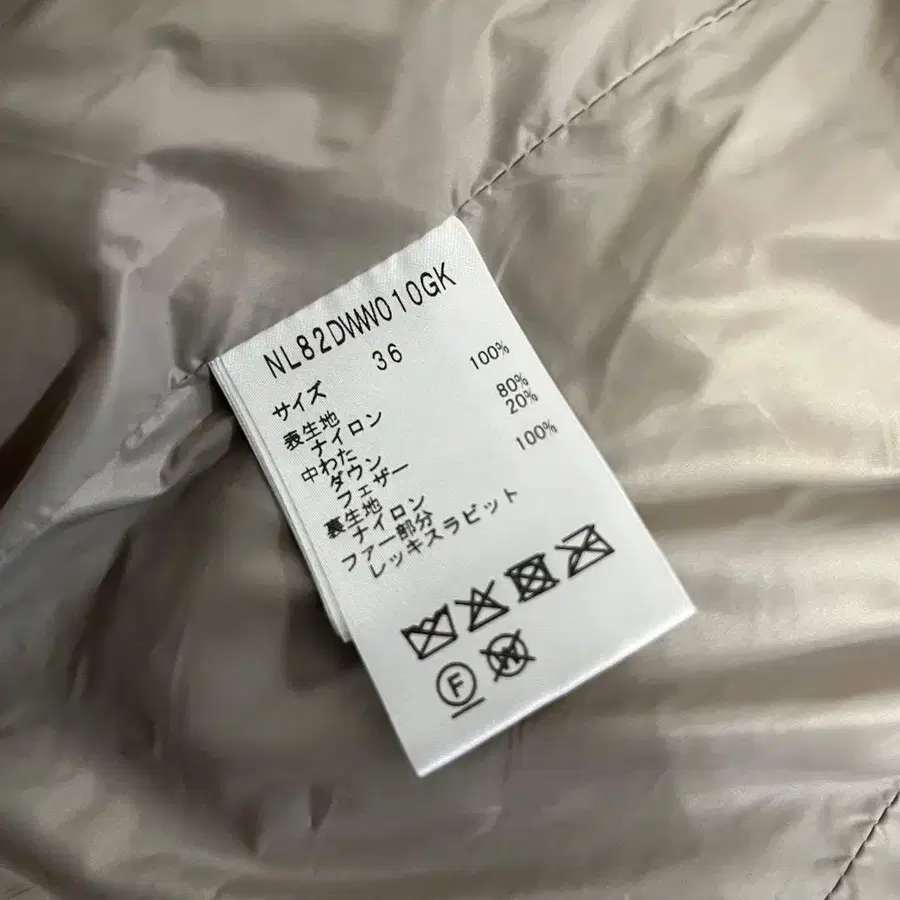 NL82DWW010GK
サイズ 36
表生地
ナイロン 100%
中わた
ダウン 80%
フェザー 20%
裏生地
ナイロン 100%
ファー部分
レッキスラビット
F W